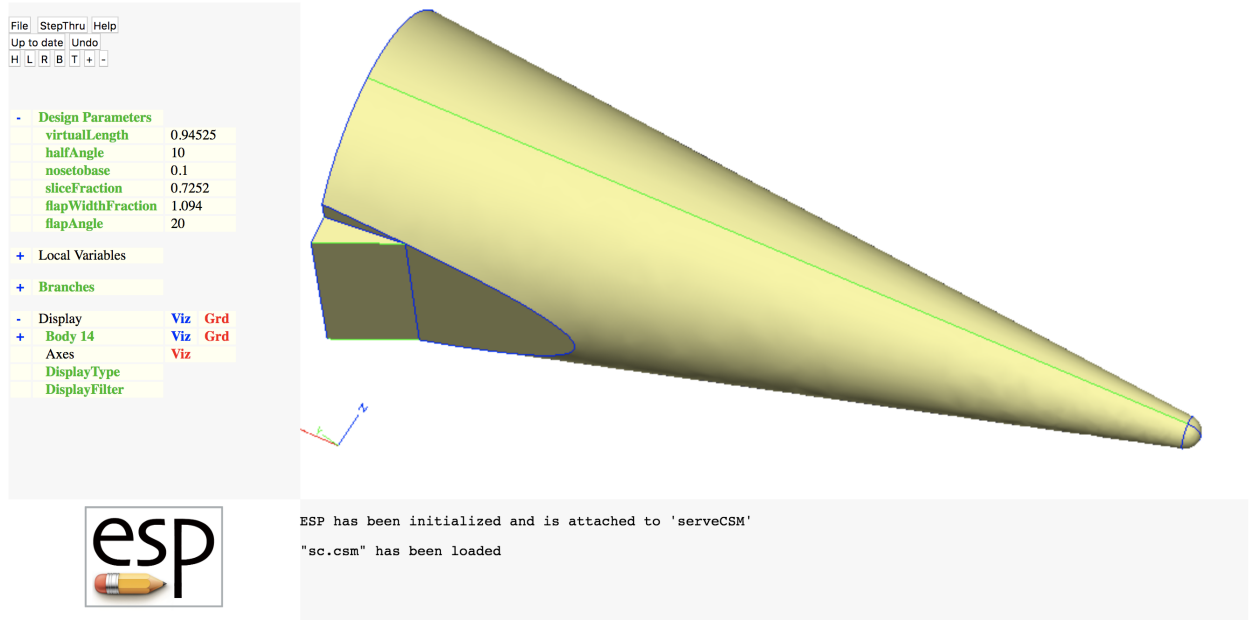 File StepThru Help
Up to date Undo
H L R B T + -
- Design Parameters
virtualLength 0.94525
halfAngle 10
nosetobase 0.1
sliceFraction 0.7252
flapWidthFraction 1.094
flapAngle 20
+ Local Variables
+ Branches
- Display Viz Grd
+ Body 14 Viz Grd
Axes Viz
DisplayType
DisplayFilter
Y Z
esp
ESP has been initialized and is attached to 'serveCSM'
"sc.csm" has been loaded